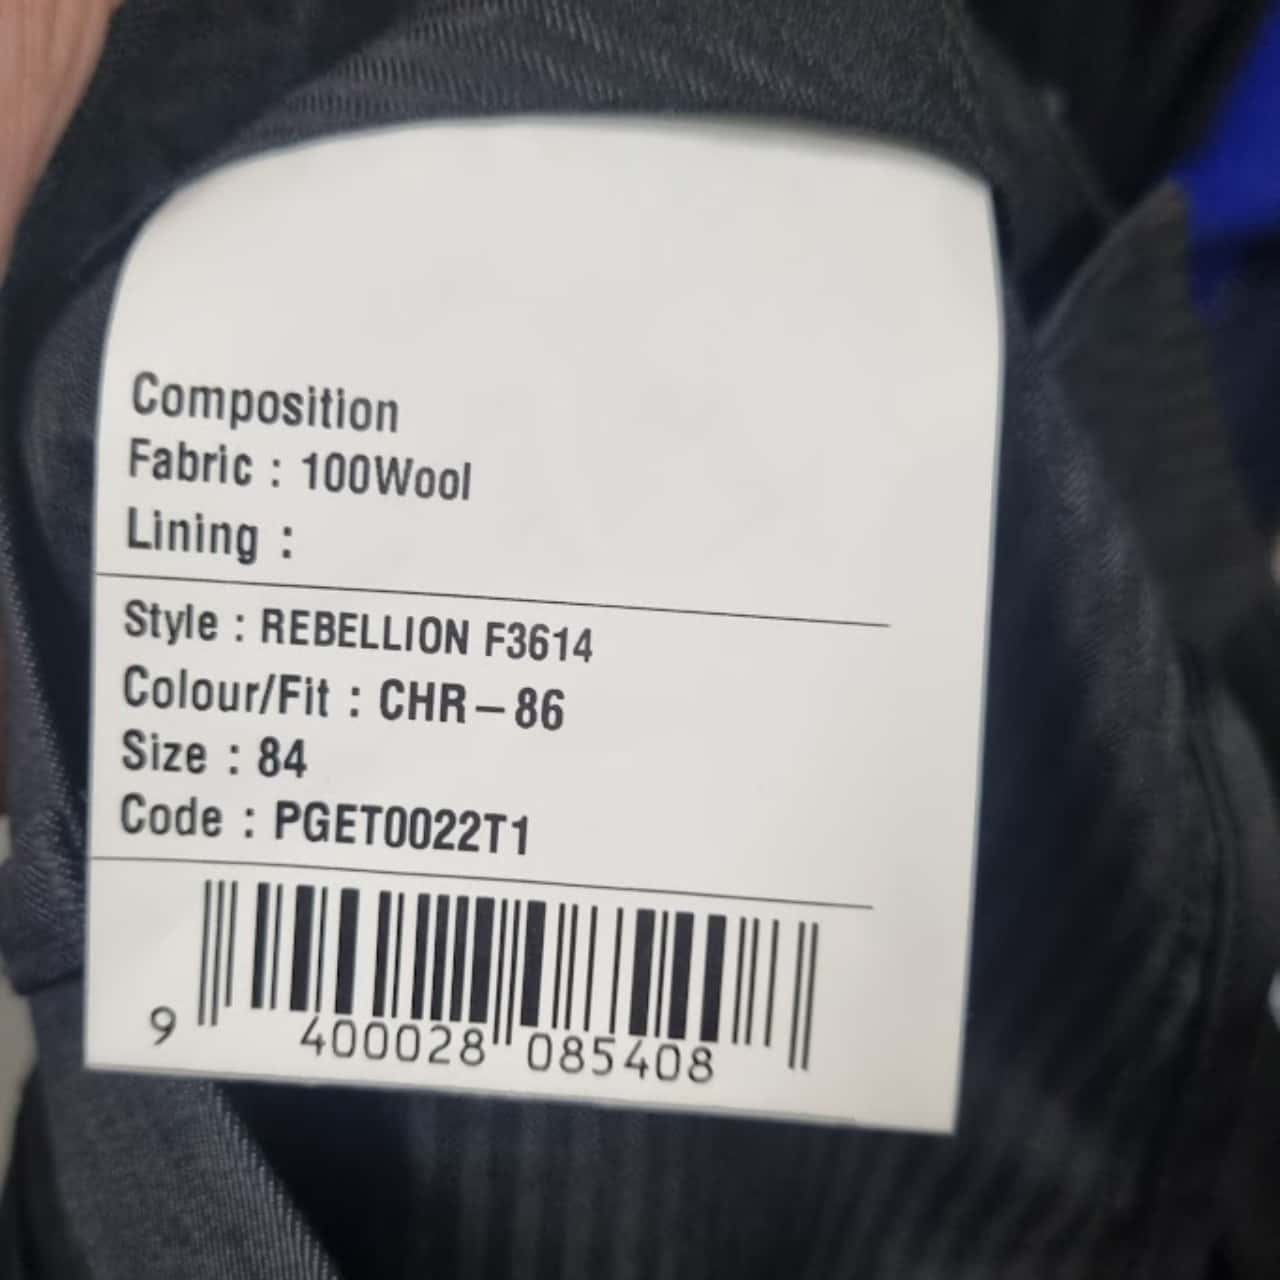 Composition
Fabric : 100Wool
Lining :
Style : REBELLION F3614
Colour/Fit : CHR-86
Size : 84
Code : PGET0022T1
9 400028 085408